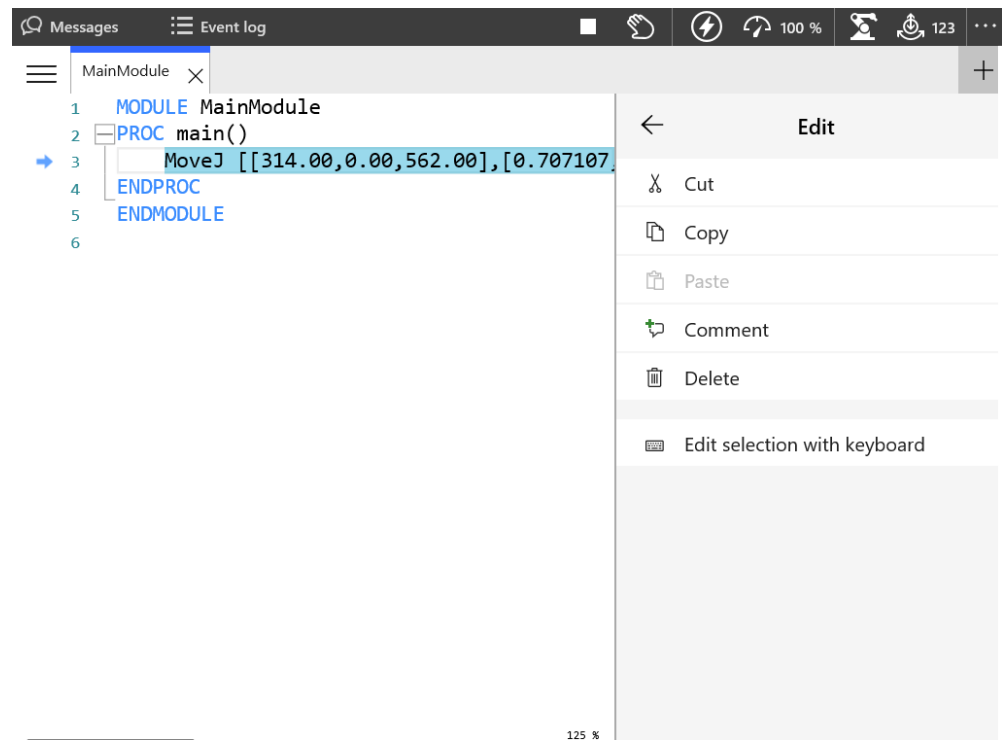 Messages Event log 100 % 123 ...
MainModule
1 MODULE MainModule
2 PROC main()
3 MoveJ [[314.00,0.00,562.00],[0.707107,
4 ENDPROC
5 ENDMODULE
6
125 %
Edit
Cut
Copy
Paste
Comment
Delete
Edit selection with keyboard